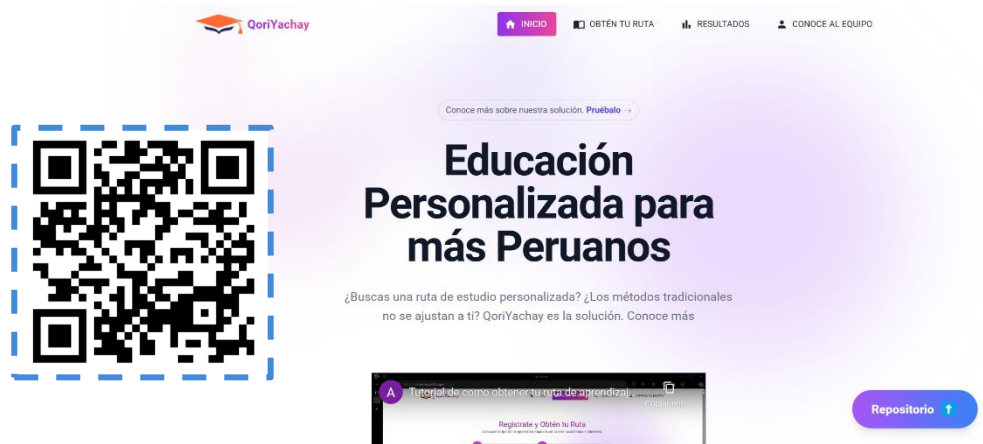 QoriYachay
INICIO
OBTÉN TU RUTA
RESULTADOS
CONOCE AL EQUIPO
Conoce más sobre nuestra solución. Pruébalo →
Educación
Personalizada para
más Peruanos
¿Buscas una ruta de estudio personalizada? ¿Los métodos tradicionales
no se ajustan a ti? QoriYachay es la solución. Conoce más
A
Tutorial de como obtener tu ruta de aprendizaj...
Registrate y Obtén tu Ruta
Repositorio